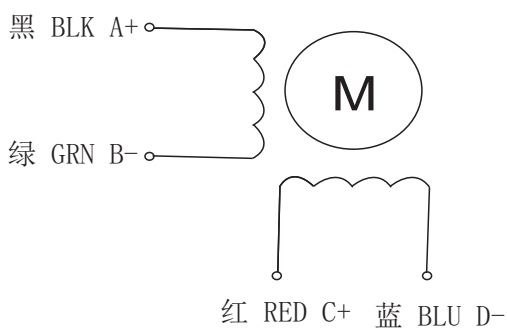 黑 BLK A+
M
绿 GRN B-
红 RED C+ 蓝 BLU D-